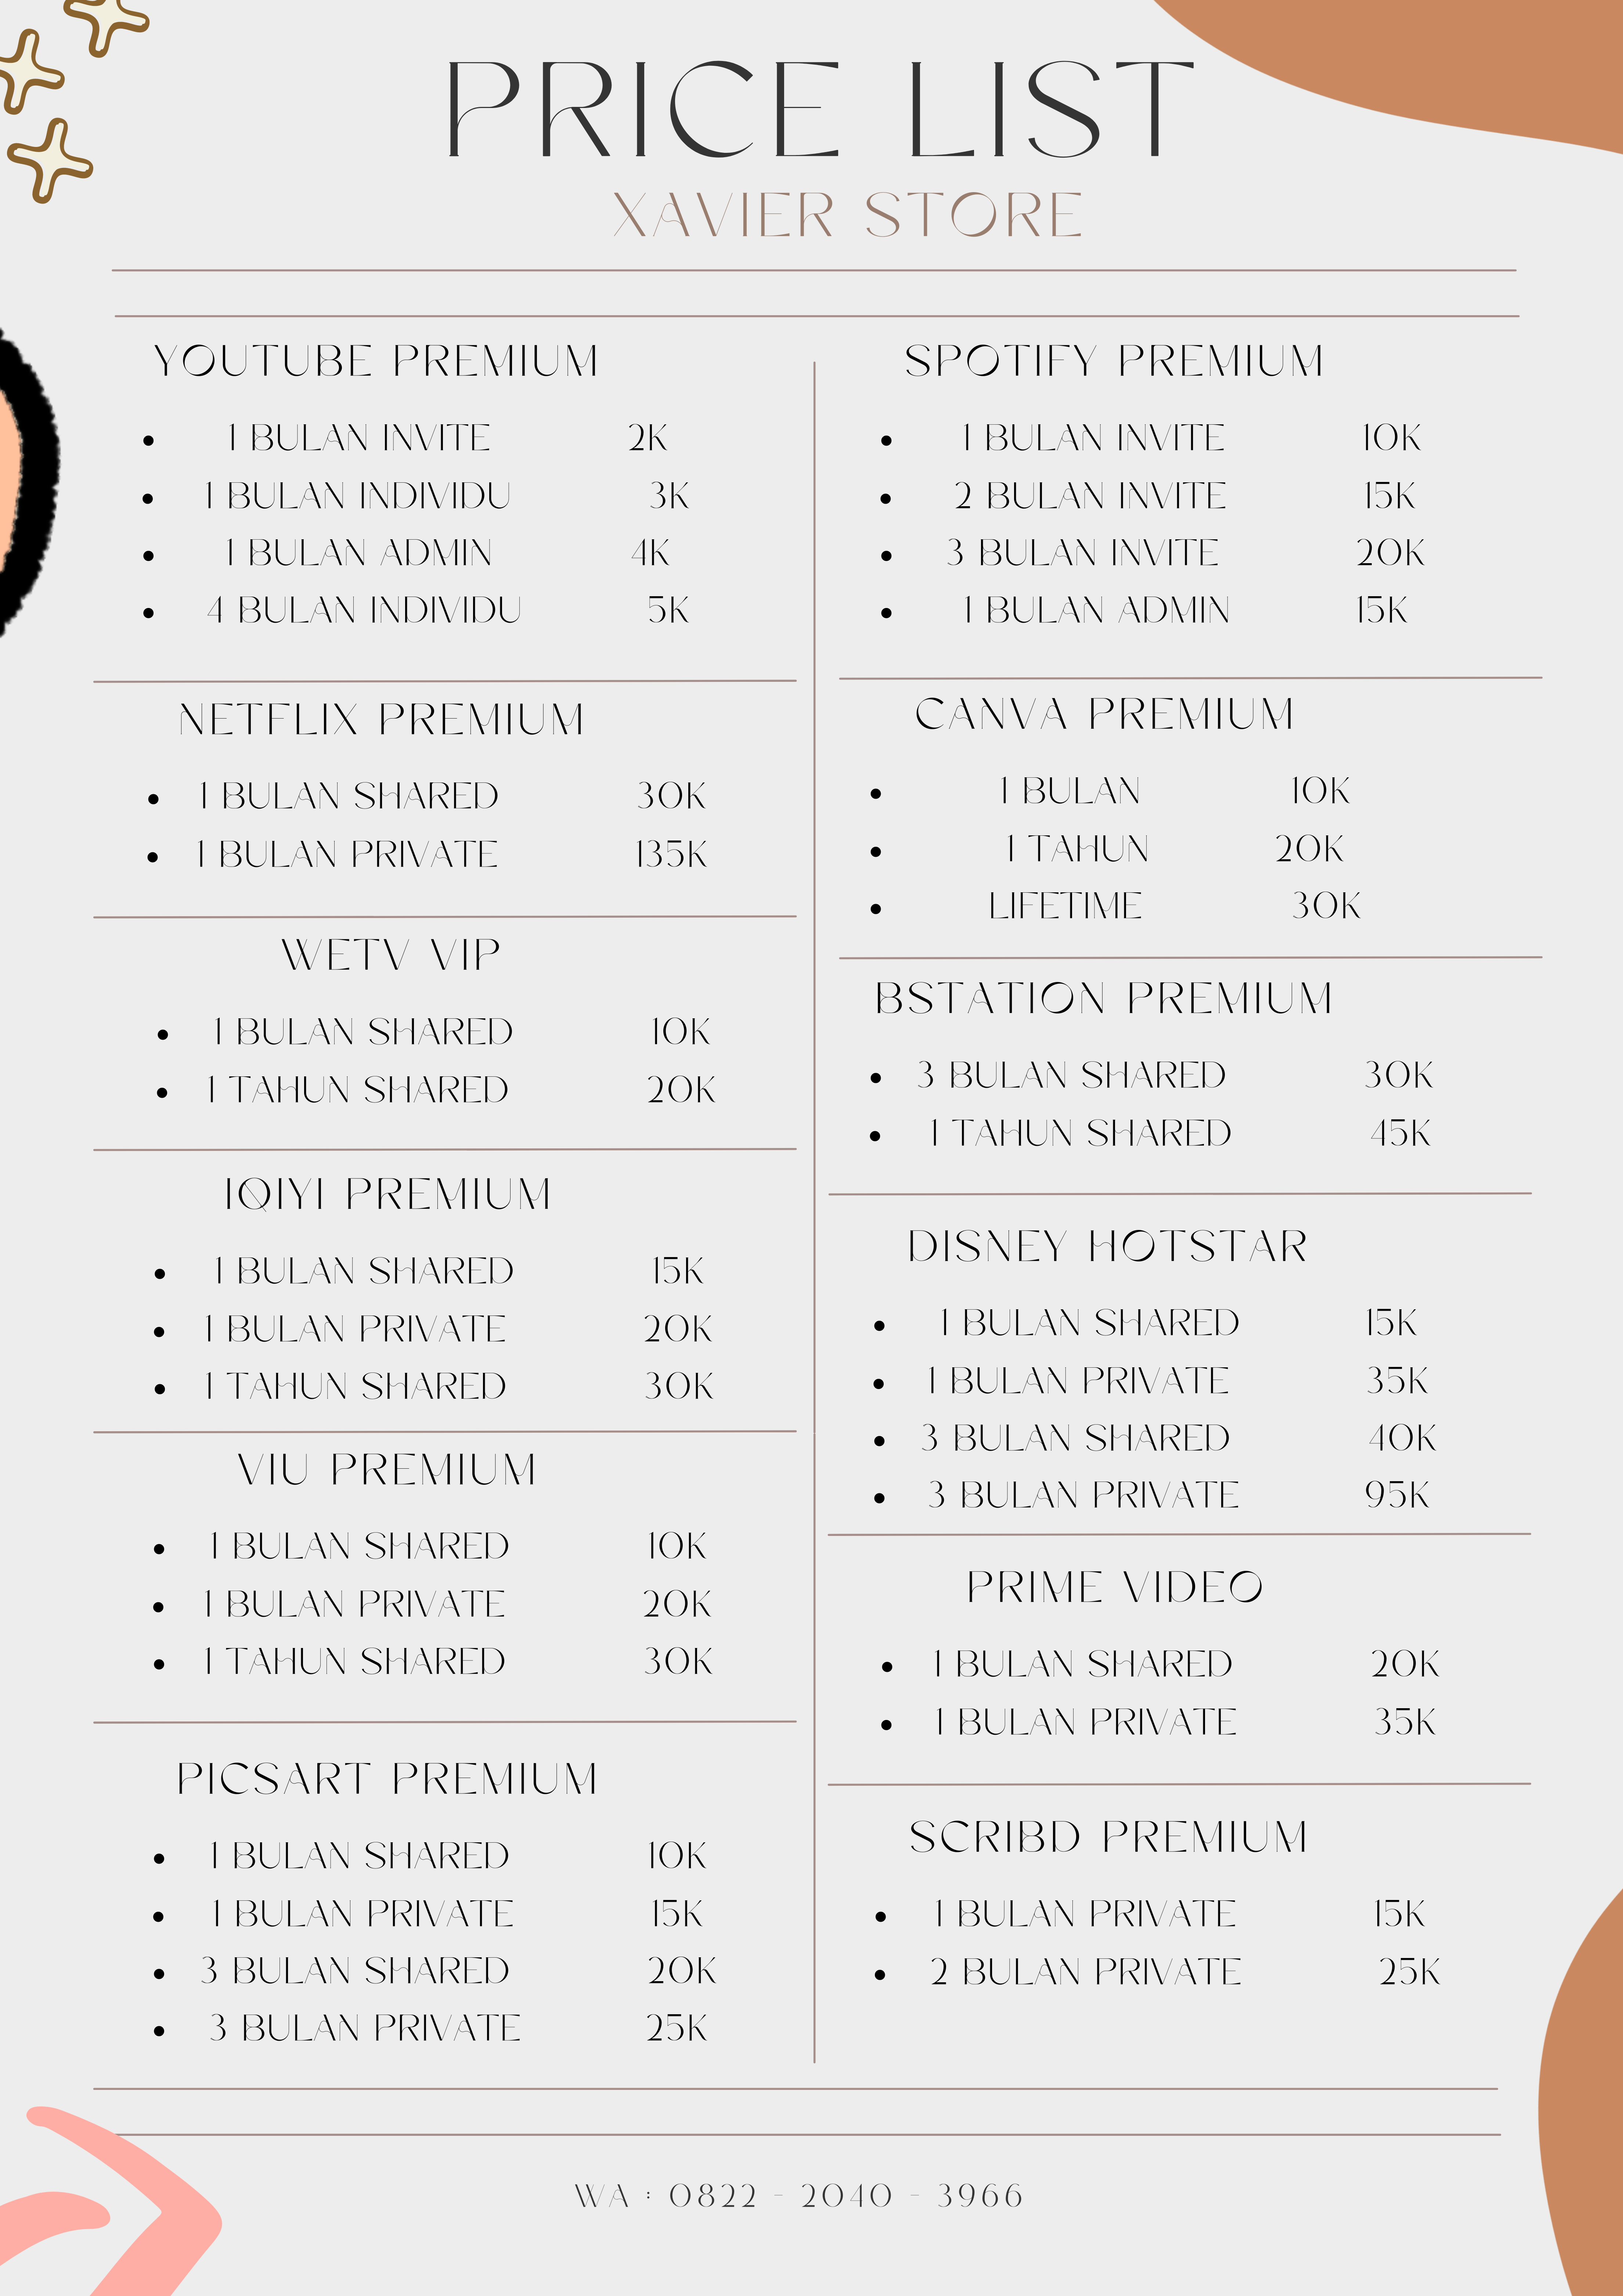 PRICE LIST
XAVIER STORE
YOUTUBE PREMIUM
• 1 BULAN INVITE 2K
• 1 BULAN INDIVIDU 3K
• 1 BULAN ADMIN 4K
• 4 BULAN INDIVIDU 5K
NETFLIX PREMIUM
• 1 BULAN SHARED 30K
• 1 BULAN PRIVATE 135K
WETV VIP
• 1 BULAN SHARED 10K
• 1 TAHUN SHARED 20K
IQIYI PREMIUM
• 1 BULAN SHARED 15K
• 1 BULAN PRIVATE 20K
• 1 TAHUN SHARED 30K
VIU PREMIUM
• 1 BULAN SHARED 10K
• 1 BULAN PRIVATE 20K
• 1 TAHUN SHARED 30K
PICSART PREMIUM
• 1 BULAN SHARED 10K
• 1 BULAN PRIVATE 15K
• 3 BULAN SHARED 20K
• 3 BULAN PRIVATE 25K
SPOTIFY PREMIUM
• 1 BULAN INVITE 10K
• 2 BULAN INVITE 15K
• 3 BULAN INVITE 20K
• 1 BULAN ADMIN 15K
CANVA PREMIUM
• 1 BULAN 10K
• 1 TAHUN 20K
• LIFETIME 30K
BSTATION PREMIUM
• 3 BULAN SHARED 30K
• 1 TAHUN SHARED 45K
DISNEY HOTSTAR
• 1 BULAN SHARED 15K
• 1 BULAN PRIVATE 35K
• 3 BULAN SHARED 40K
• 3 BULAN PRIVATE 95K
PRIME VIDEO
• 1 BULAN SHARED 20K
• 1 BULAN PRIVATE 35K
SCRIBD PREMIUM
• 1 BULAN PRIVATE 15K
• 2 BULAN PRIVATE 25K
WA : 0822 - 2040 - 3966